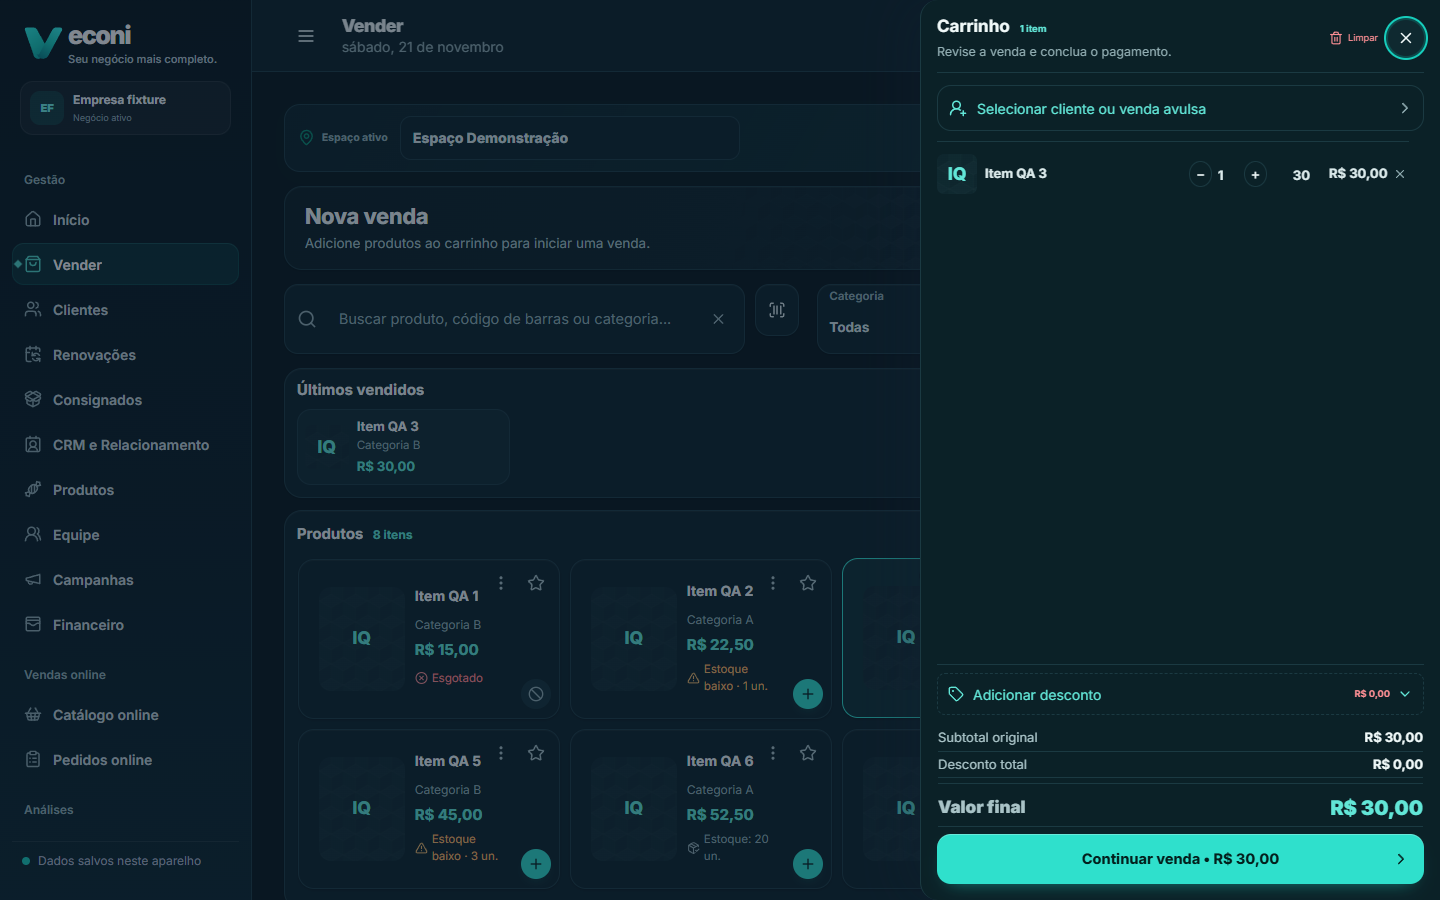 Veconi
Seu negócio mais completo.
EF
Empresa fixture
Negócio ativo
Gestão
Início
Vender
Clientes
Renovações
Consignados
CRM e Relacionamento
Produtos
Equipe
Campanhas
Financeiro
Vendas online
Catálogo online
Pedidos online
Análises
Dados salvos neste aparelho
Vender
sábado, 21 de novembro
Espaço ativo
Espaço Demonstração
Nova venda
Adicione produtos ao carrinho para iniciar uma venda.
Buscar produto, código de barras ou categoria...
Categoria
Todas
Últimos vendidos
IQ
Item QA 3
Categoria B
R$ 30,00
Produtos 8 itens
IQ
Item QA 1
Categoria B
R$ 15,00
Esgotado
IQ
Item QA 2
Categoria A
R$ 22,50
Estoque
baixo · 1 un.
IQ
IQ
Item QA 5
Categoria B
R$ 45,00
Estoque
baixo · 3 un.
IQ
Item QA 6
Categoria A
R$ 52,50
Estoque: 20
un.
IQ
Carrinho 1 item
Revise a venda e conclua o pagamento.
Limpar
Selecionar cliente ou venda avulsa
IQ
Item QA 3
− 1 + 30 R$ 30,00
Adicionar desconto R$ 0,00
Subtotal original R$ 30,00
Desconto total R$ 0,00
Valor final R$ 30,00
Continuar venda • R$ 30,00